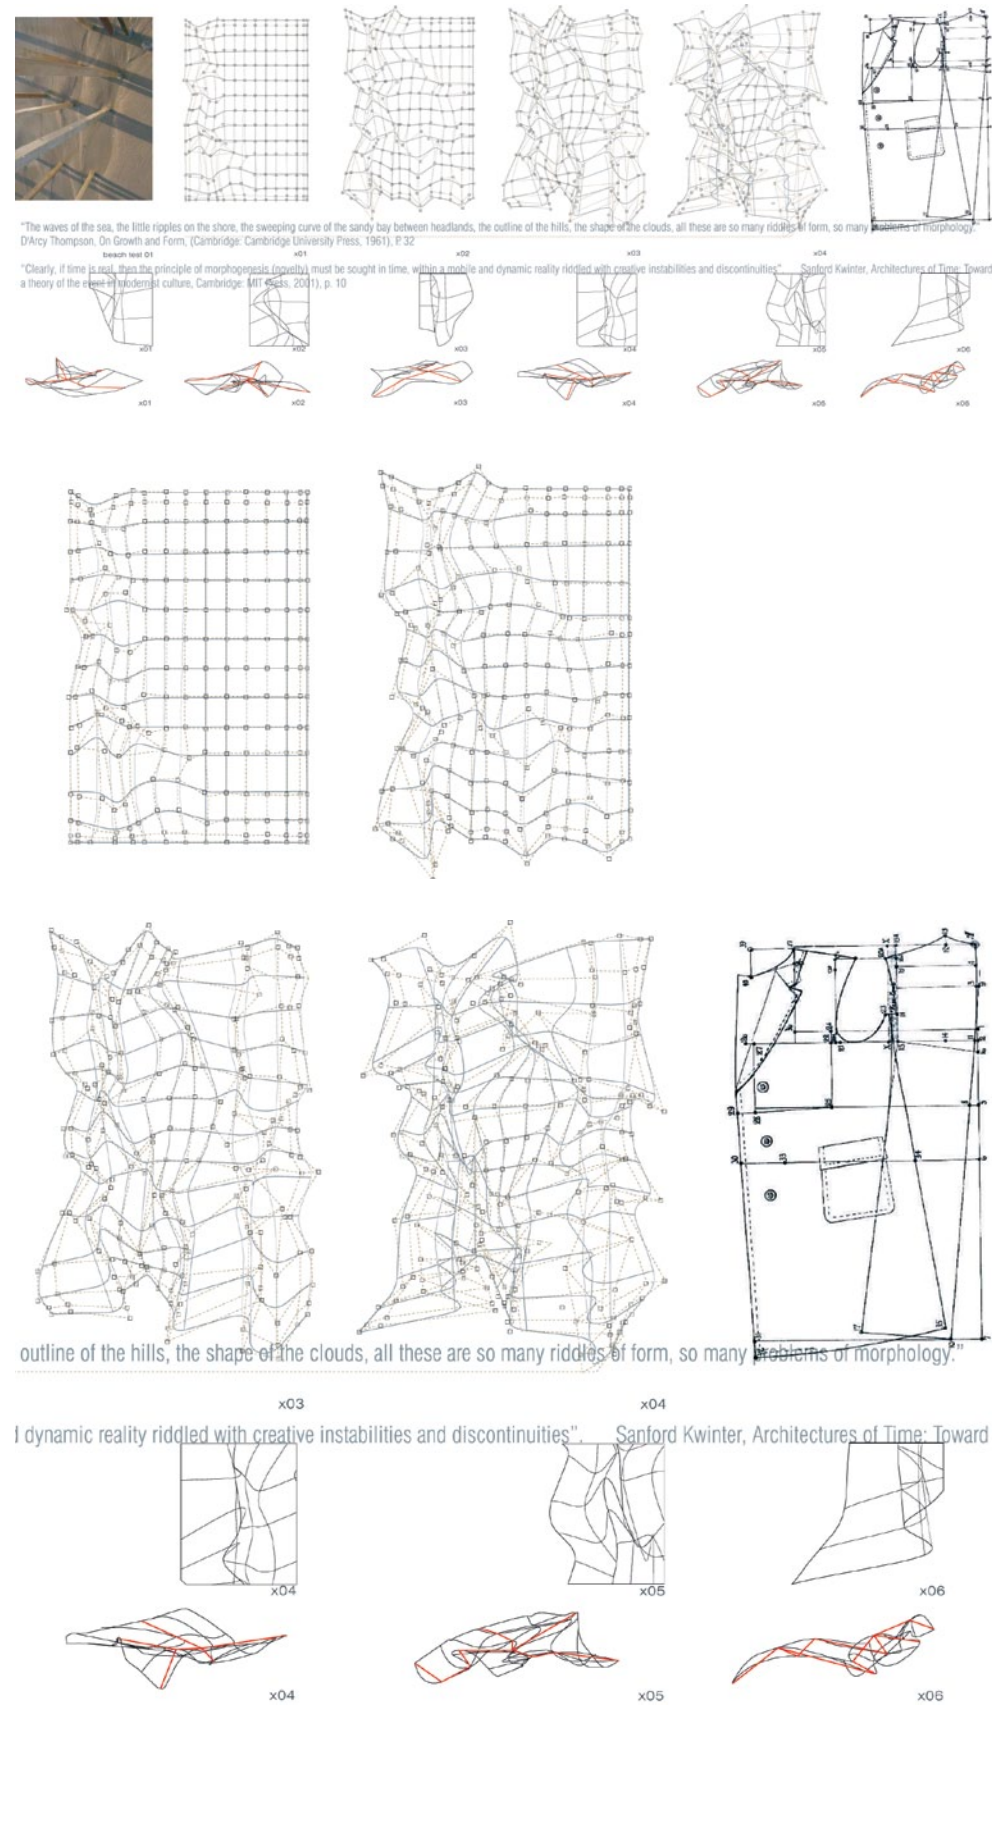 "The waves of the sea, the little ripples on the shore, the sweeping curve of the sandy bay between headlands, the outline of the hills, the shape of the clouds, all these are so many riddles of form, so many problems of morphology.
D'Arcy Thompson, On Growth and Form, (Cambridge: Cambridge University Press, 1961), P. 32
beach test 01
x01
x02
x03
x04
"Clearly, if time is real, then the principle of morphogenesis (novelty) must be sought in time, within a mobile and dynamic reality riddled with creative instabilities and discontinuities". Sanford Kwinter, Architectures of Time: Toward
a theory of the event in modernist culture, Cambridge: MIT Press, 2001), p. 10
x01
x02
x03
x04
x05
x06
x01
x02
x03
x04
x05
x06
outline of the hills, the shape of the clouds, all these are so many riddles of form, so many problems of morphology."
x03
x04
d dynamic reality riddled with creative instabilities and discontinuities". Sanford Kwinter, Architectures of Time: Toward
x04
x05
x06
x04
x05
x06